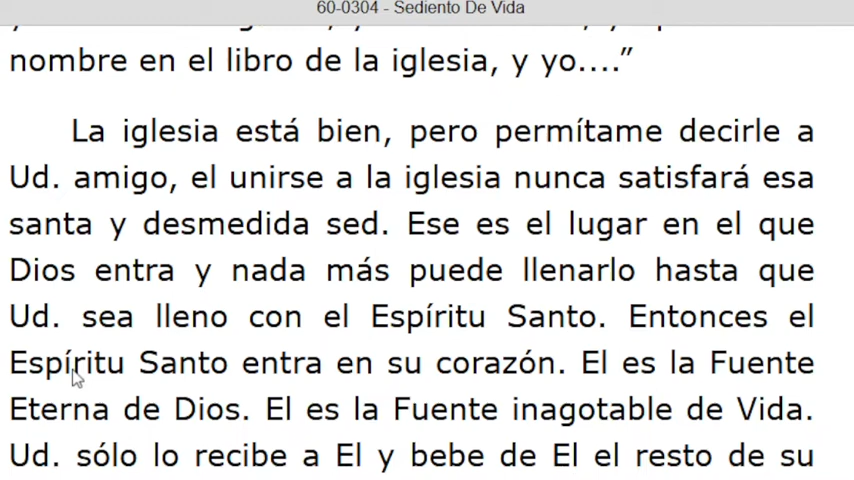 60-0304 - Sediento De Vida
nombre en el libro de la iglesia, y yo....”
La iglesia está bien, pero permítame decirle a
Ud. amigo, el unirse a la iglesia nunca satisfará esa
santa y desmedida sed. Ese es el lugar en el que
Dios entra y nada más puede llenarlo hasta que
Ud. sea lleno con el Espíritu Santo. Entonces el
Espíritu Santo entra en su corazón. El es la Fuente
Eterna de Dios. El es la Fuente inagotable de Vida.
Ud. sólo lo recibe a El y bebe de El el resto de su